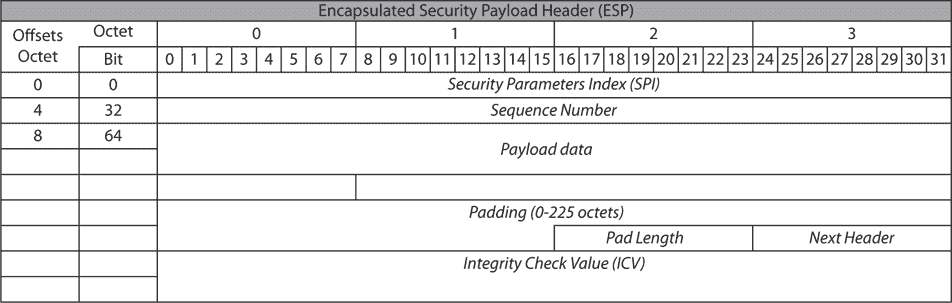 Encapsulated Security Payload Header (ESP)
Offsets Octet 0 1 2 3
Octet Bit 0 1 2 3 4 5 6 7 8 9 10 11 12 13 14 15 16 17 18 19 20 21 22 23 24 25 26 27 28 29 30 31
0 0 Security Parameters Index (SPI)
4 32 Sequence Number
8 64
Payload data
Padding (0-225 octets)
Pad Length Next Header
Integrity Check Value (ICV)